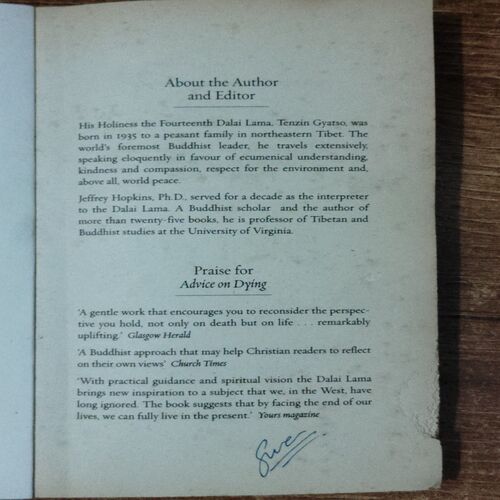 About the Author
and Editor
His Holiness the Fourteenth Dalai Lama, Tenzin Gyatso, was
born in 1935 to a peasant family in northeastern Tibet. The
world's foremost Buddhist leader, he travels extensively,
speaking eloquently in favour of ecumenical understanding,
kindness and compassion, respect for the environment and,
above all, world peace.
Jeffrey Hopkins, Ph.D., served for a decade as the interpreter
to the Dalai Lama. A Buddhist scholar and the author of
more than twenty-five books, he is professor of Tibetan and
Buddhist studies at the University of Virginia.
Praise for
Advice on Dying
'A gentle work that encourages you to reconsider the perspec-
tive you hold, not only on death but on life . . . remarkably
uplifting.' Glasgow Herald
'A Buddhist approach that may help Christian readers to reflect
on their own views' Church Times
'With practical guidance and spiritual vision the Dalai Lama
brings new inspiration to a subject that we, in the West, have
long ignored. The book suggests that by facing the end of our
lives, we can fully live in the present.' Yours magazine